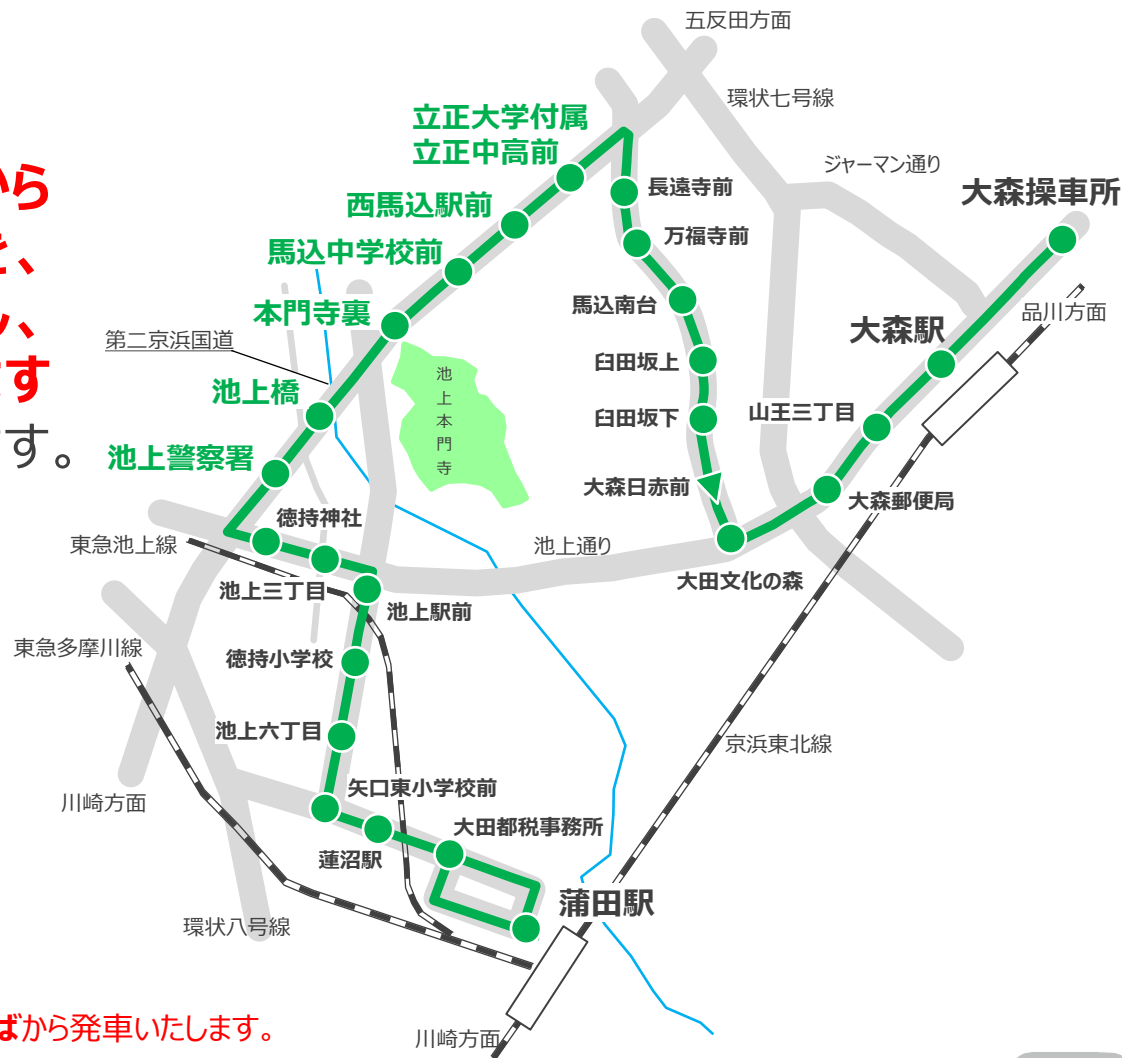 五反田方面
環状七号線
立正大学付属
立正中高前
ジャーマン通り
から
長遠寺前
大森操車所
西馬込駅前
万福寺前
馬込中学校前
馬込南台
品川方面
本門寺裏
大森駅
第二京浜国道
臼田坂上
池上本門寺
池上橋
臼田坂下
山王三丁目
す
す。
池上警察署
大森日赤前
大森郵便局
徳持神社
東急池上線
池上通り
大田文化の森
池上三丁目
池上駅前
東急多摩川線
徳持小学校
池上六丁目
京浜東北線
矢口東小学校前
川崎方面
大田都税事務所
蓮沼駅
蒲田駅
環状八号線
ばから発車いたします。
川崎方面